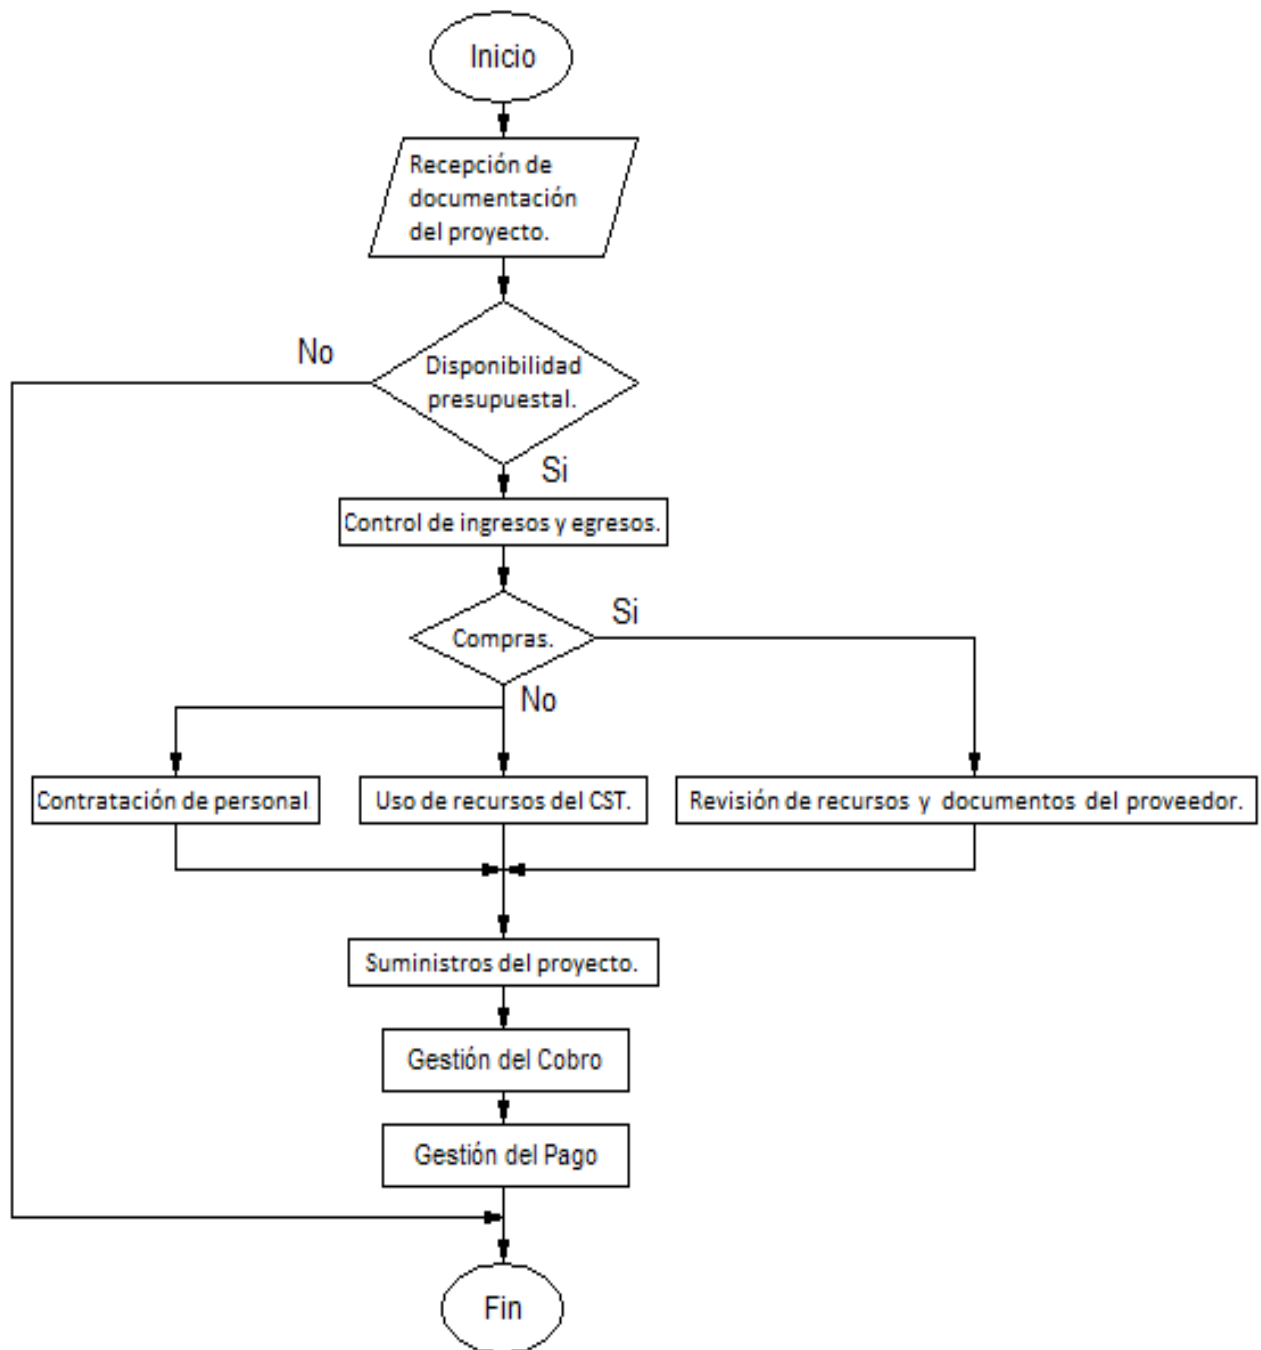 Inicio
Recepción de
documentación
del proyecto.
No
Disponibilidad
presupuestal.
Si
Control de ingresos y egresos.
Si
Compras.
No
Contratación de personal
Uso de recursos del CST.
Revisión de recursos y documentos del proveedor.
Suministros del proyecto.
Gestión del Cobro
Gestión del Pago
Fin